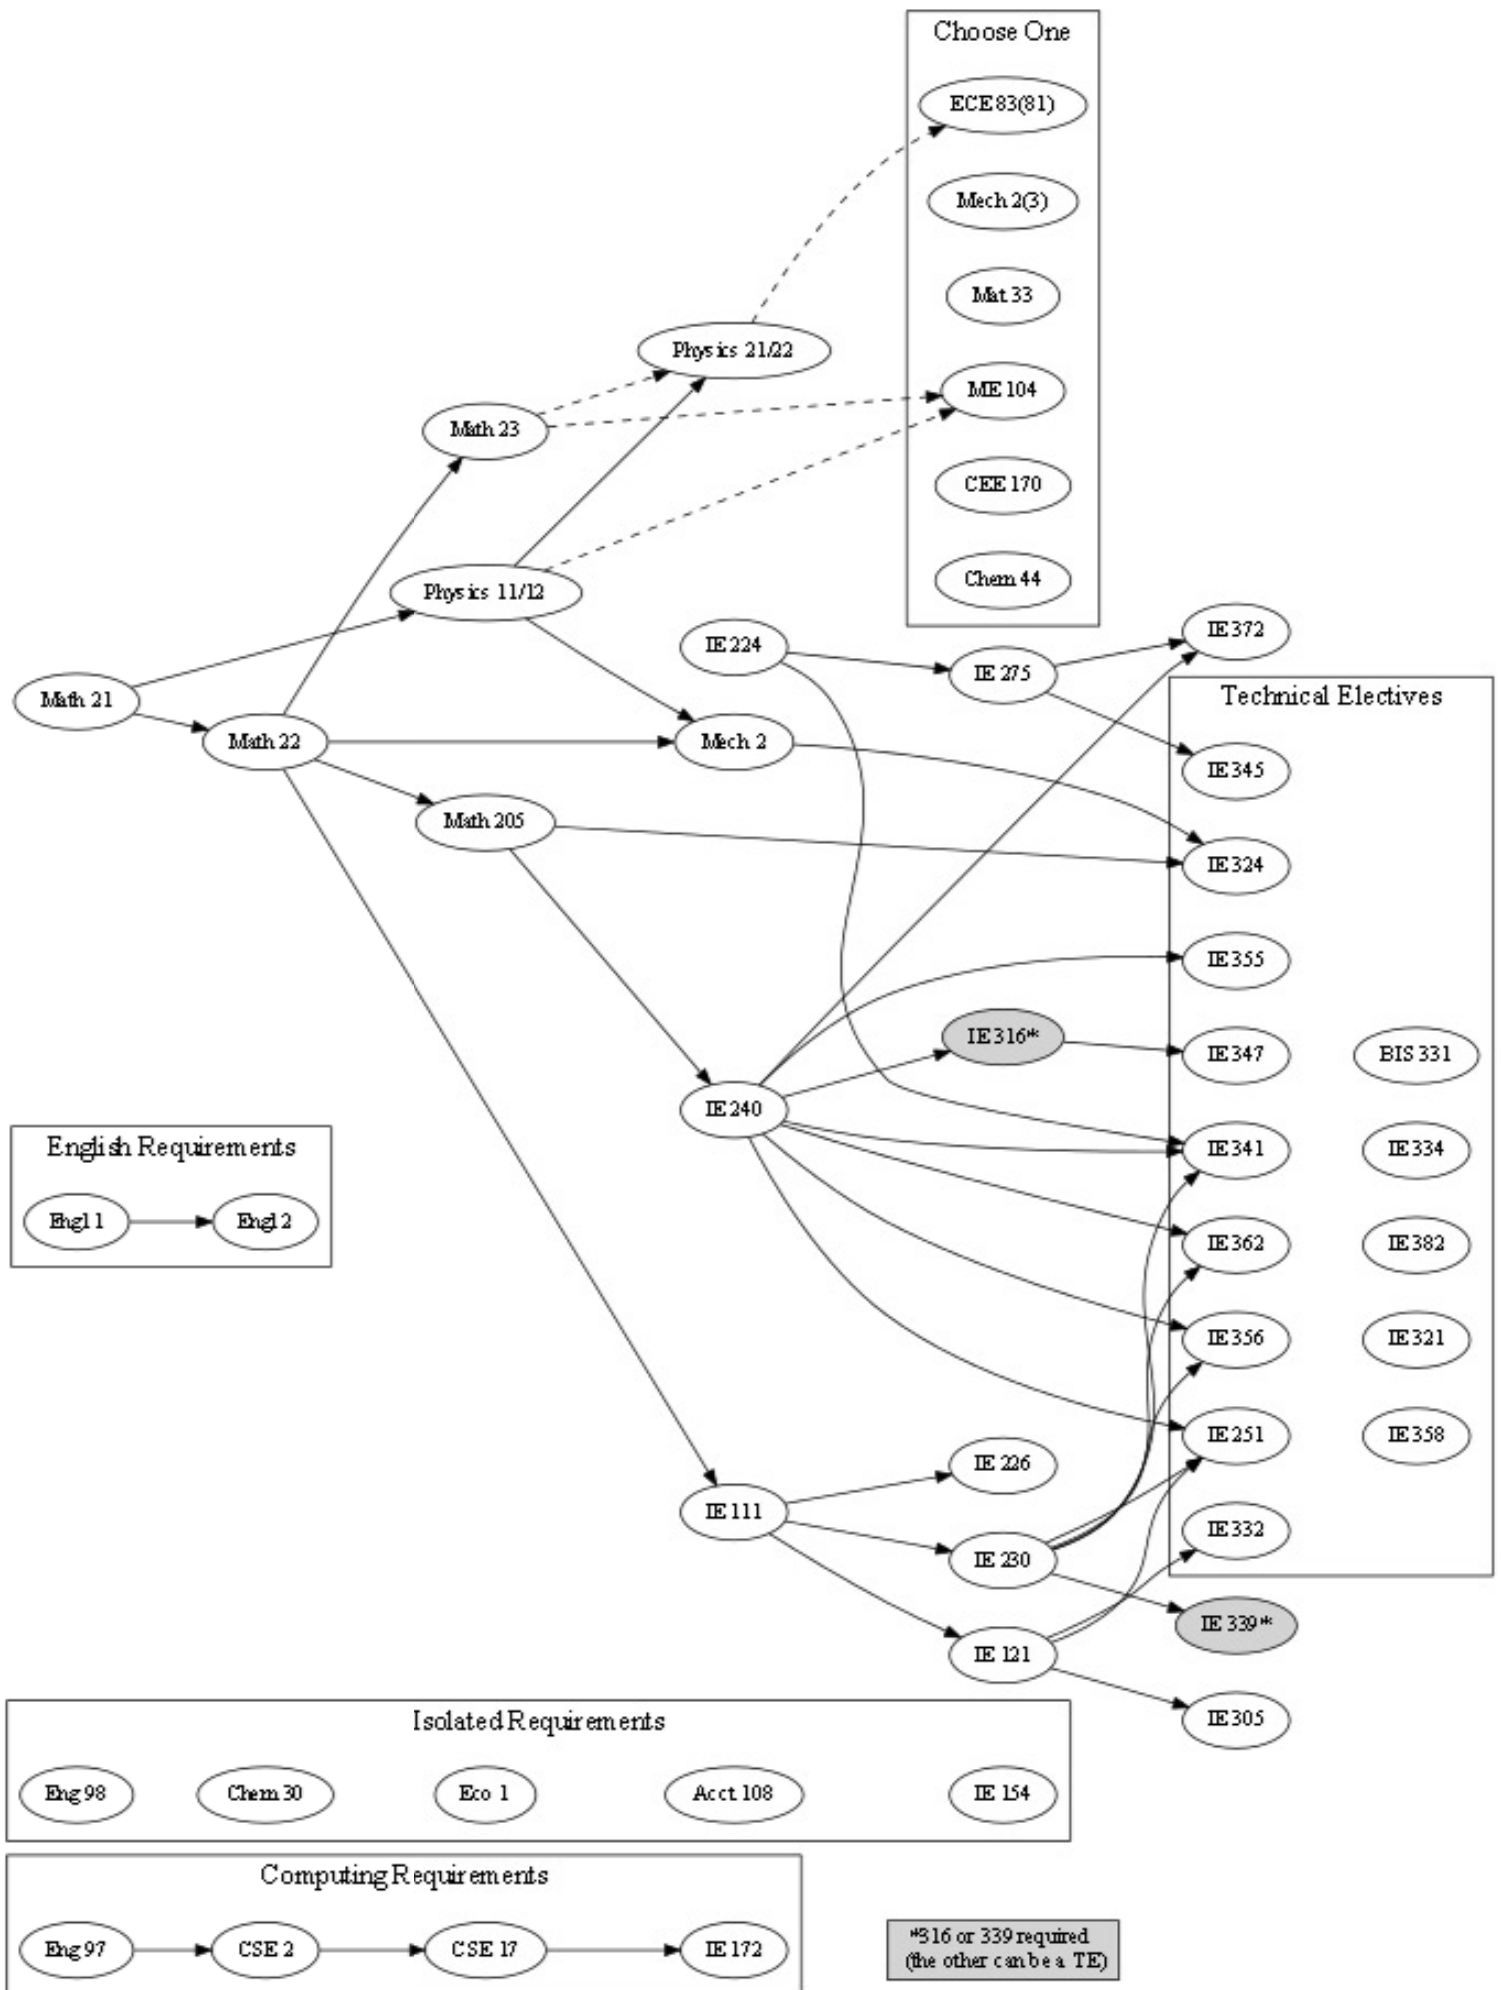 Choose One
ECE 83(81)
Mech 2(3)
Mat 33
Physics 21/22
ME 104
Math 23
CEE 170
Chem 44
Physics 11/12
IE 372
IE 224
IE 275
Math 21
Technical Electives
Math 22
Mech 2
IE 345
Math 205
IE 324
IE 355
IE 316*
IE 347
BIS 331
IE 240
English Requirements
IE 341
IE 334
Engl 1
Engl 2
IE 362
IE 382
IE 356
IE 321
IE 251
IE 358
IE 226
IE 111
IE 332
IE 230
IE 339*
IE 121
IE 305
Isolated Requirements
Eng 98
Chem 30
Eco 1
Acct 108
IE 154
Computing Requirements
Eng 97
CSE 2
CSE 17
IE 172
*316 or 339 required
(the other can be a TE)